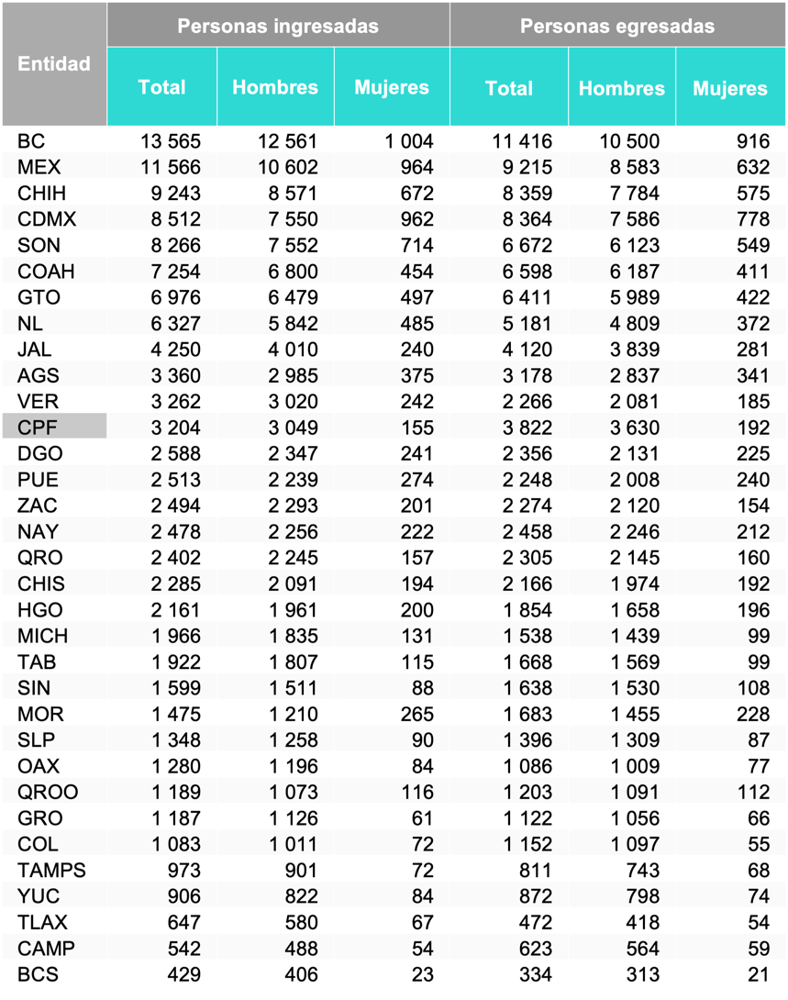 Entidad Personas ingresadas Personas egresadas
Total Hombres Mujeres Total Hombres Mujeres
BC 13 565 12 561 1 004 11 416 10 500 916
MEX 11 566 10 602 964 9 215 8 583 632
CHIH 9 243 8 571 672 8 359 7 784 575
CDMX 8 512 7 550 962 8 364 7 586 778
SON 8 266 7 552 714 6 672 6 123 549
COAH 7 254 6 800 454 6 598 6 187 411
GTO 6 976 6 479 497 6 411 5 989 422
NL 6 327 5 842 485 5 181 4 809 372
JAL 4 250 4 010 240 4 120 3 839 281
AGS 3 360 2 985 375 3 178 2 837 341
VER 3 262 3 020 242 2 266 2 081 185
CPF 3 204 3 049 155 3 822 3 630 192
DGO 2 588 2 347 241 2 356 2 131 225
PUE 2 513 2 239 274 2 248 2 008 240
ZAC 2 494 2 293 201 2 274 2 120 154
NAY 2 478 2 256 222 2 458 2 246 212
QRO 2 402 2 245 157 2 305 2 145 160
CHIS 2 285 2 091 194 2 166 1 974 192
HGO 2 161 1 961 200 1 854 1 658 196
MICH 1 966 1 835 131 1 538 1 439 99
TAB 1 922 1 807 115 1 668 1 569 99
SIN 1 599 1 511 88 1 638 1 530 108
MOR 1 475 1 210 265 1 683 1 455 228
SLP 1 348 1 258 90 1 396 1 309 87
OAX 1 280 1 196 84 1 086 1 009 77
QROO 1 189 1 073 116 1 203 1 091 112
GRO 1 187 1 126 61 1 122 1 056 66
COL 1 083 1 011 72 1 152 1 097 55
TAMPS 973 901 72 811 743 68
YUC 906 822 84 872 798 74
TLAX 647 580 67 472 418 54
CAMP 542 488 54 623 564 59
BCS 429 406 23 334 313 21